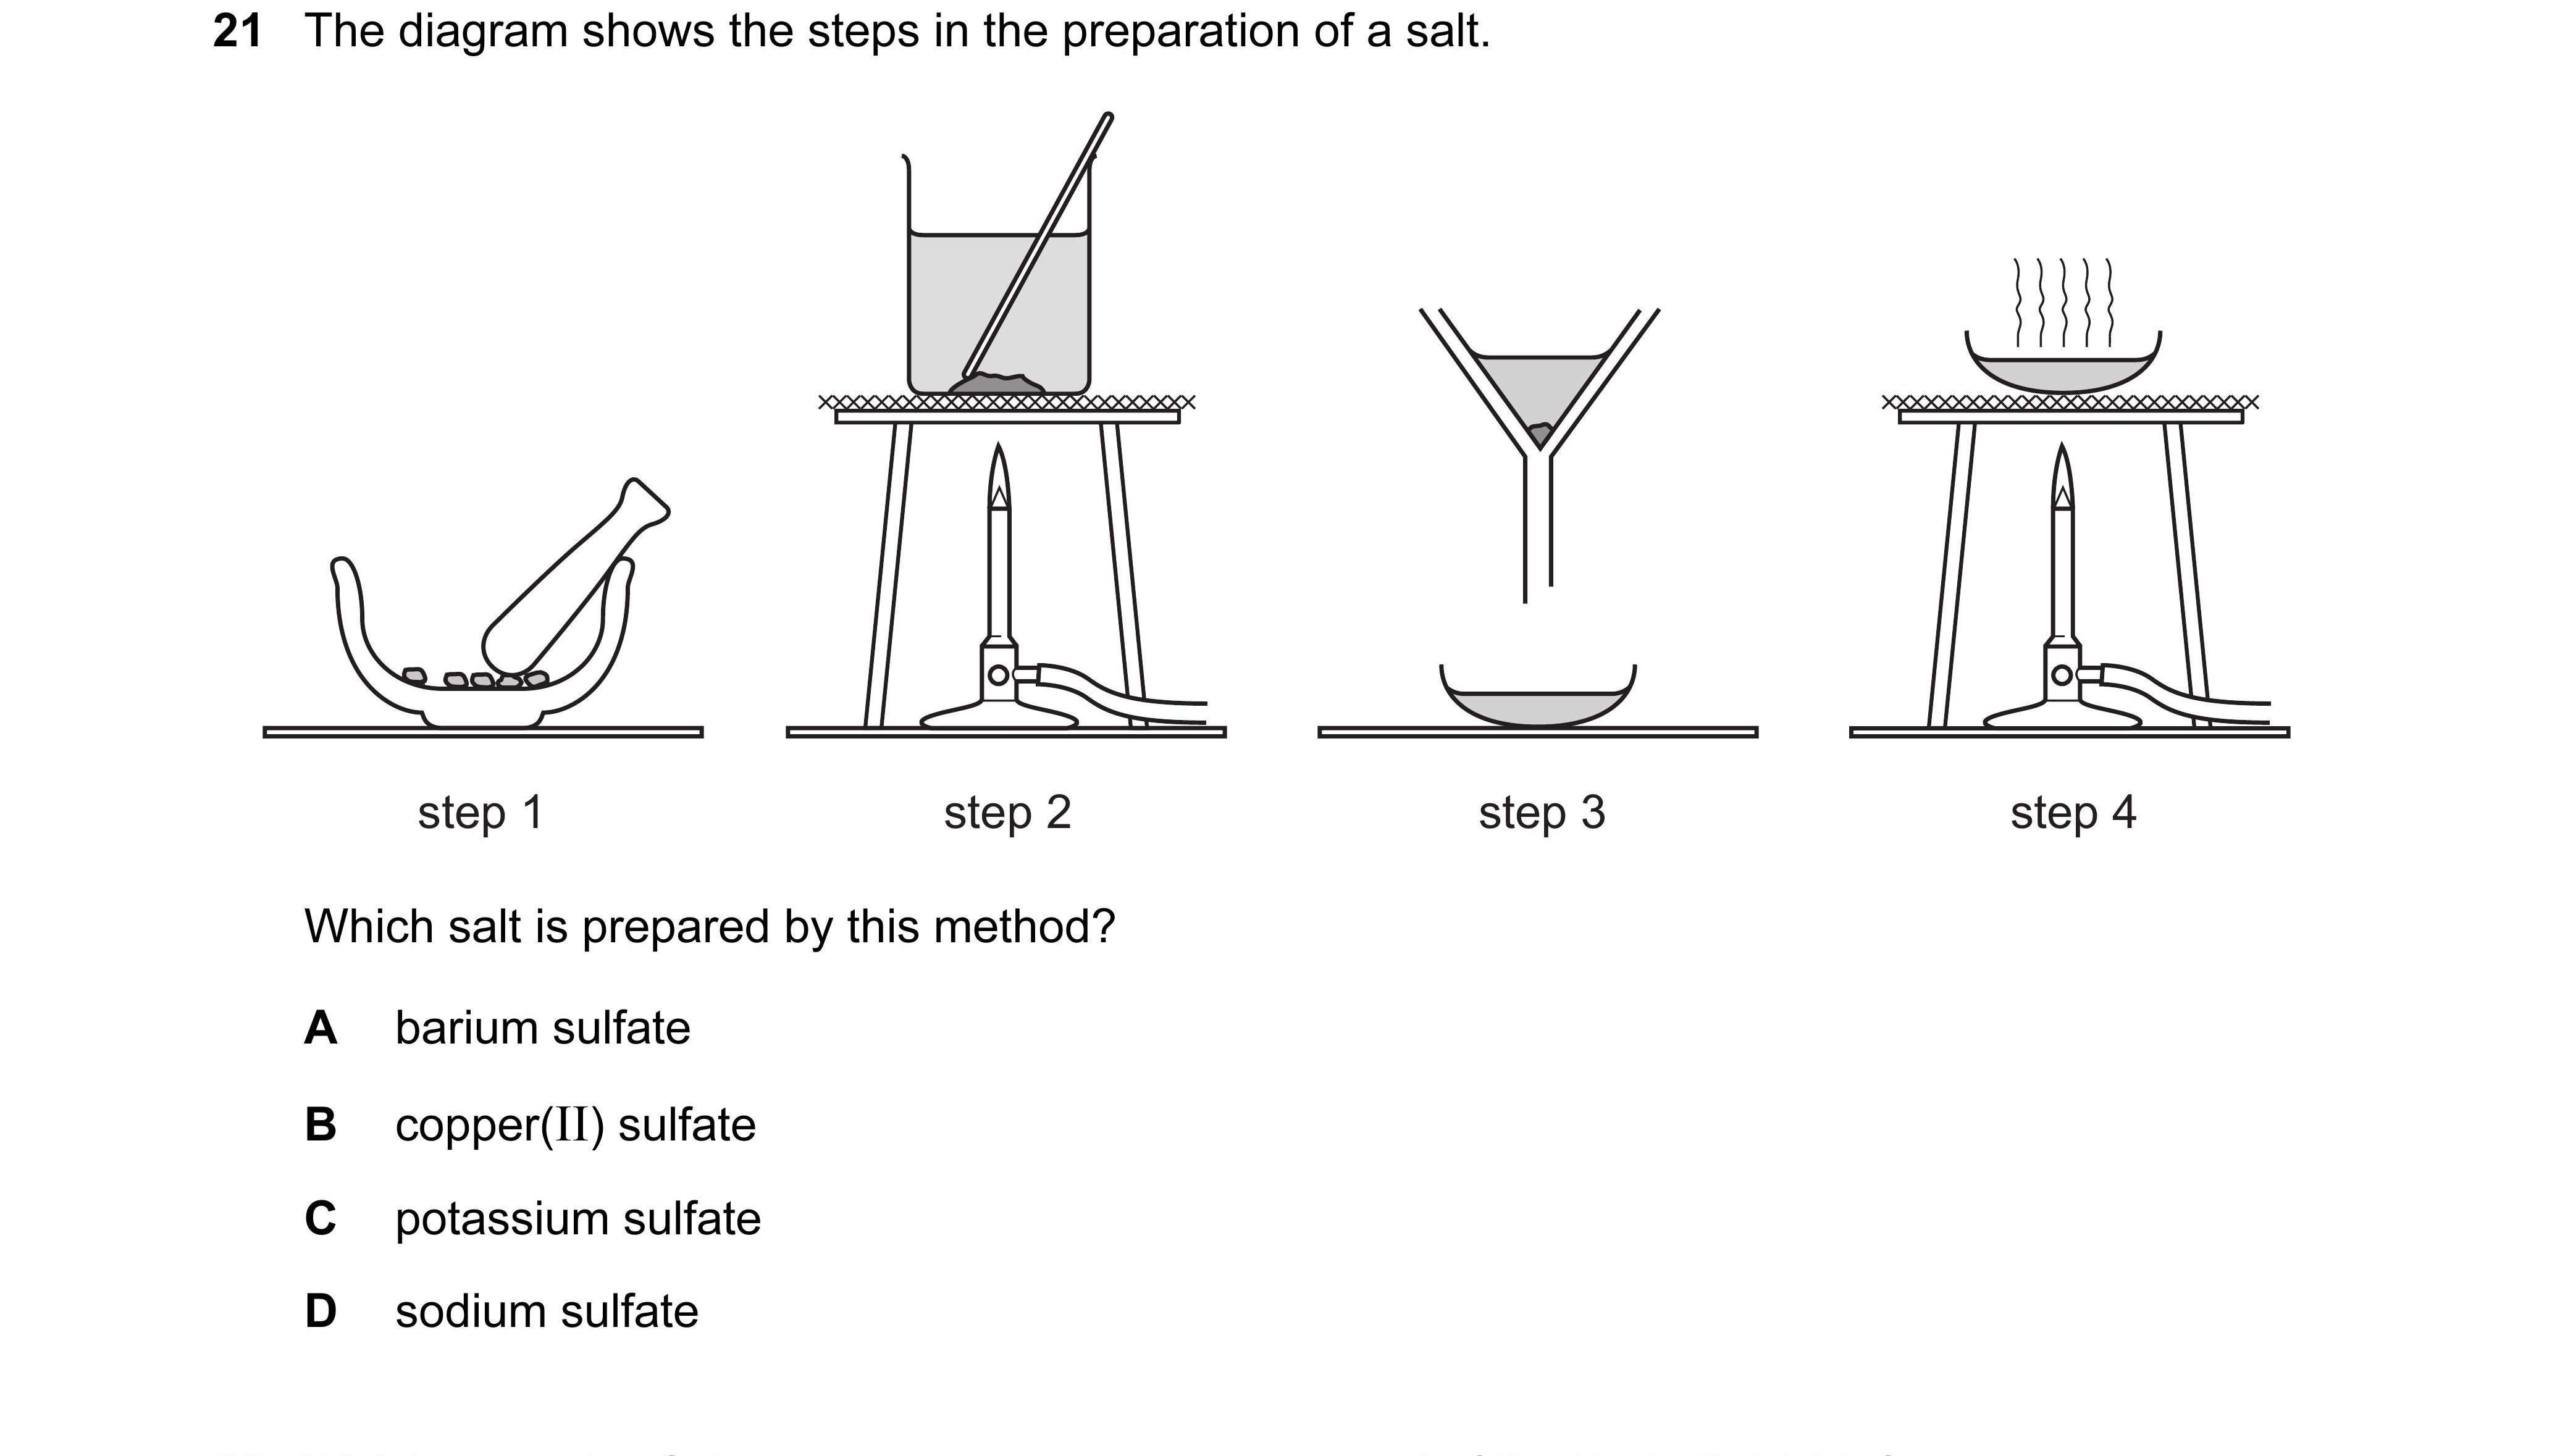 21 The diagram shows the steps in the preparation of a salt.
step 1 step 2 step 3 step 4
Which salt is prepared by this method?
A barium sulfate
B copper(II) sulfate
C potassium sulfate
D sodium sulfate